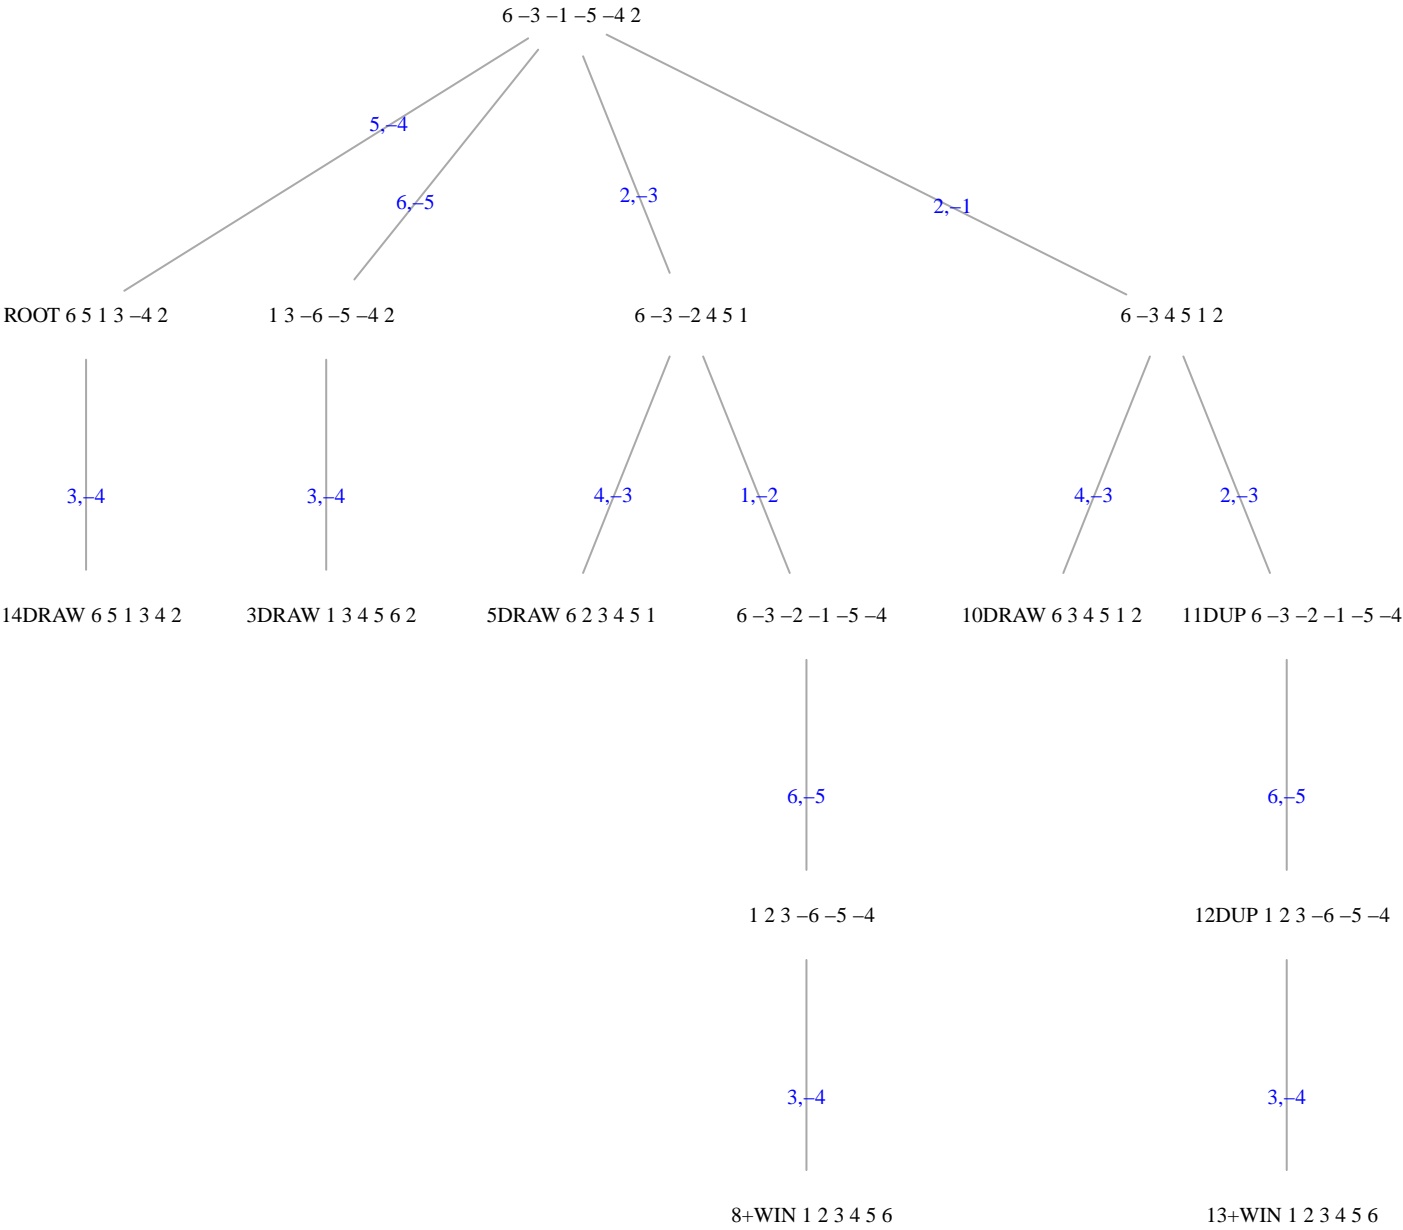 6 –3 –1 –5 –4 2
5,–4
6,–5
2,–3
2,–1
ROOT 6 5 1 3 –4 2
1 3 –6 –5 –4 2
6 –3 –2 4 5 1
6 –3 4 5 1 2
3,–4
3,–4
4,–3
1,–2
4,–3
2,–3
14DRAW 6 5 1 3 4 2
3DRAW 1 3 4 5 6 2
5DRAW 6 2 3 4 5 1
6 –3 –2 –1 –5 –4
10DRAW 6 3 4 5 1 2
11DUP 6 –3 –2 –1 –5 –4
6,–5
6,–5
1 2 3 –6 –5 –4
12DUP 1 2 3 –6 –5 –4
3,–4
3,–4
8+WIN 1 2 3 4 5 6
13+WIN 1 2 3 4 5 6